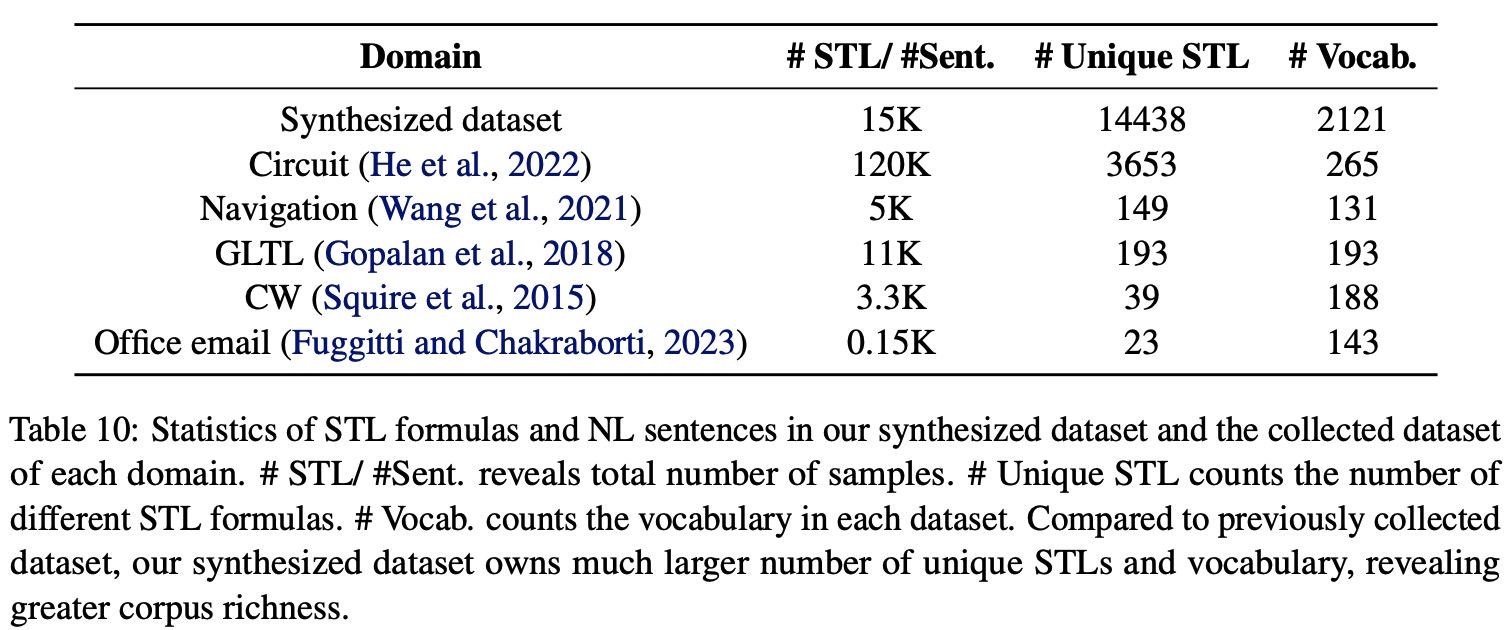 Domain # STL/ #Sent. # Unique STL # Vocab.
Synthesized dataset 15K 14438 2121
Circuit (He et al., 2022) 120K 3653 265
Navigation (Wang et al., 2021) 5K 149 131
GLTL (Gopalan et al., 2018) 11K 193 193
CW (Squire et al., 2015) 3.3K 39 188
Office email (Fuggitti and Chakraborti, 2023) 0.15K 23 143
Table 10: Statistics of STL formulas and NL sentences in our synthesized dataset and the collected dataset
of each domain. # STL/ #Sent. reveals total number of samples. # Unique STL counts the number of
different STL formulas. # Vocab. counts the vocabulary in each dataset. Compared to previously collected
dataset, our synthesized dataset owns much larger number of unique STLs and vocabulary, revealing
greater corpus richness.